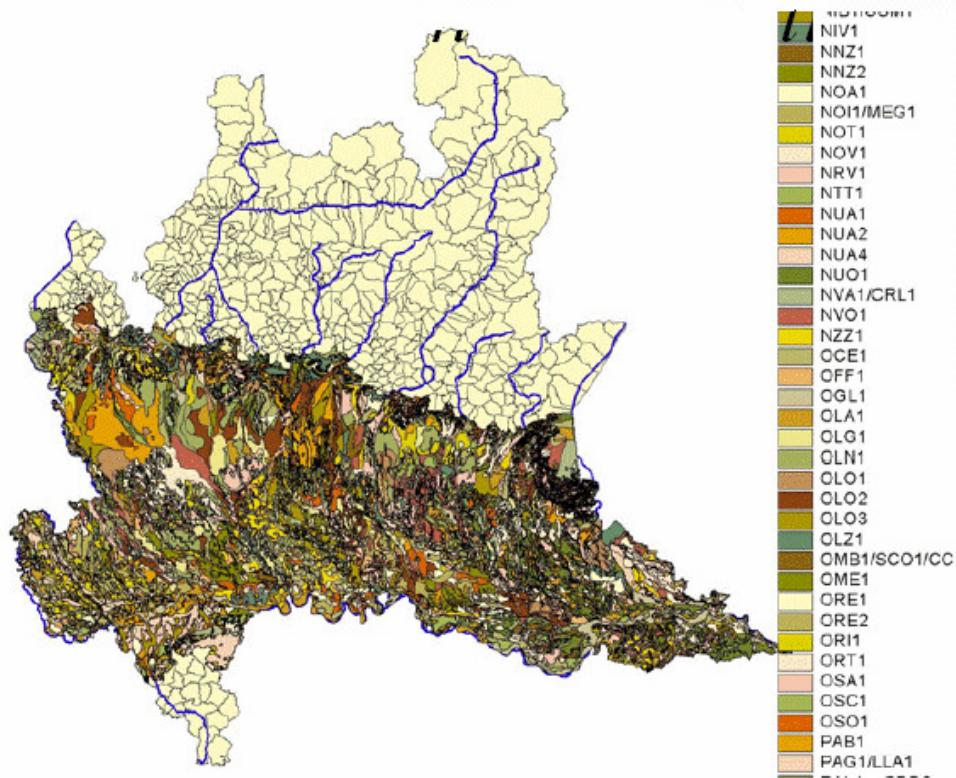 NIV1
NNZ1
NNZ2
NOA1
NOI1/MEG1
NOT1
NOV1
NRV1
NTT1
NUA1
NUA2
NUA4
NUO1
NVA1/CRL1
NVO1
NZZ1
OCE1
OFF1
OGL1
OLA1
OLG1
OLN1
OLO1
OLO2
OLO3
OLZ1
OMB1/SCO1/CC
OME1
ORE1
ORE2
ORI1
ORT1
OSA1
OSC1
OSO1
PAB1
PAG1/LLA1